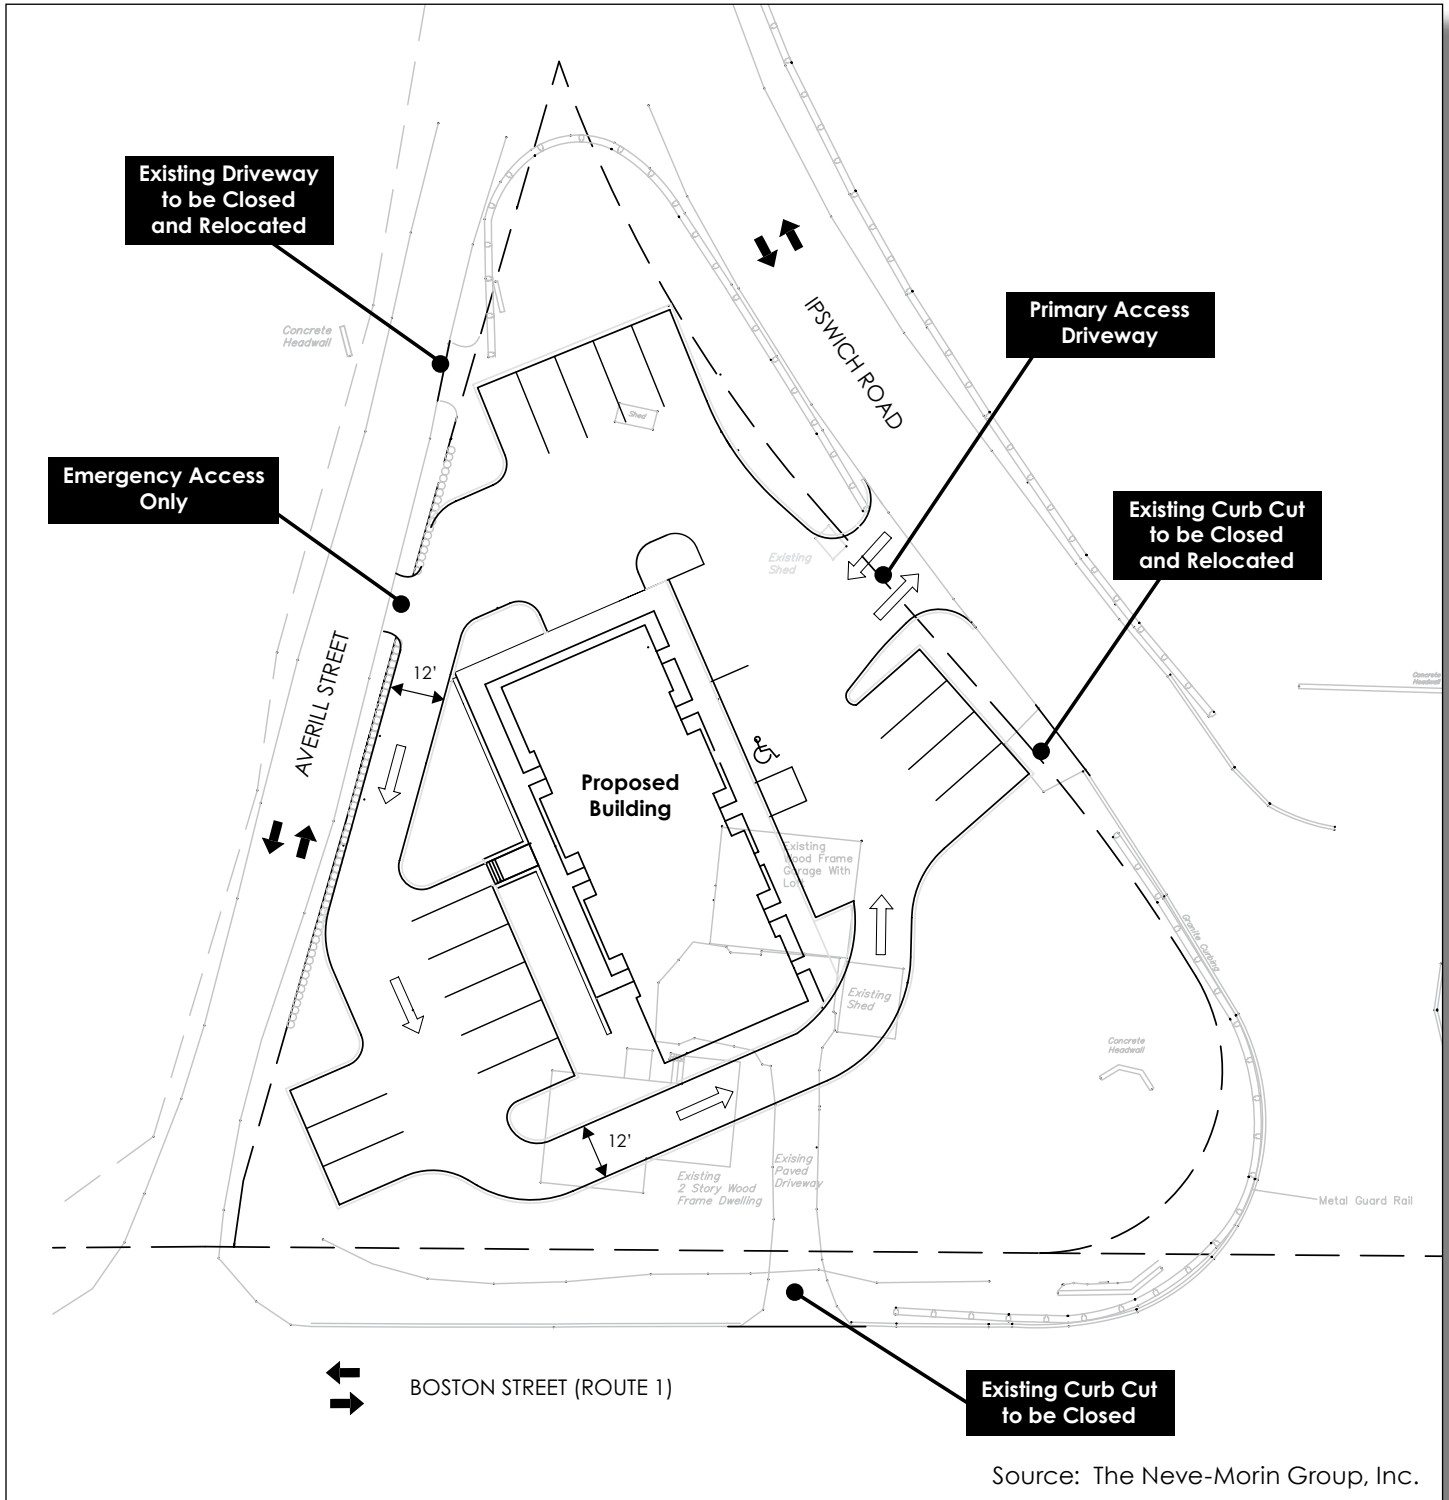 Existing Driveway
to be Closed
and Relocated
Concrete
Headwall
Primary Access
Driveway
IPSWICH ROAD
Shed
Emergency Access
Only
Existing Curb Cut
to be Closed
and Relocated
Existing
Shed
AVERILL STREET
12'
Concrete
Headwall
Proposed
Building
Existing
Wood Frame
Garage With
Loft
Granite Curbing
Existing
Shed
Concrete
Headwall
12'
Existing
2 Story Wood
Frame Dwelling
Exising
Paved
Driveway
Metal Guard Rail
BOSTON STREET (ROUTE 1)
Existing Curb Cut
to be Closed
Source: The Neve-Morin Group, Inc.